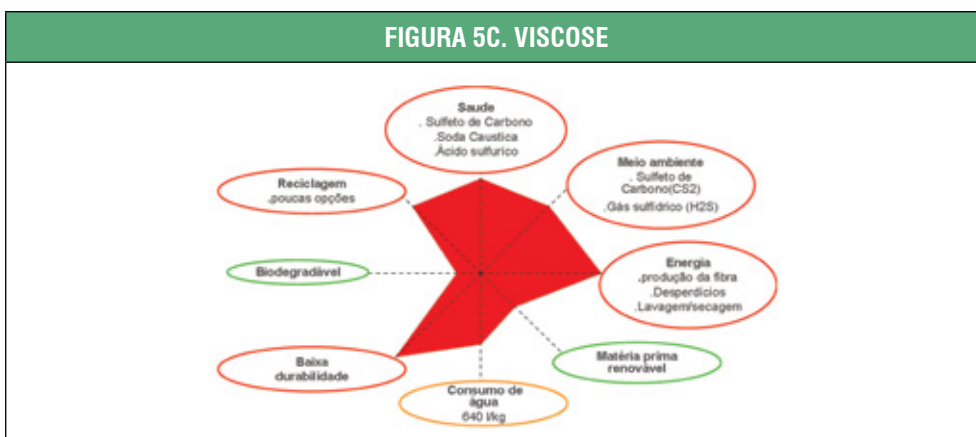 FIGURA 5C. VISCOSE
Saude
. Sulfeto de Carbono
.Soda Caustica
.Ácido sulfurico
Meio ambiente
. Sulfeto de
Carbono(CS2)
.Gás sulfídrico (H2S)
Reciclagem
.poucas opções
Biodegradável
Energia
.produção da fibra
.Desperdícios
.Lavagem/secagem
Matéria prima
renovável
Baixa
durabilidade
Consumo de
água
640 l/kg